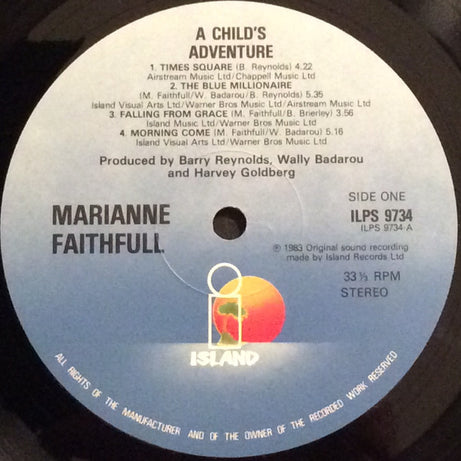 A CHILD'S
ADVENTURE
1. TIMES SQUARE (B. Reynolds) 4.22
Airstream Music Ltd/Chappell Music Ltd
2. THE BLUE MILLIONAIRE
(M. Faithfull/W. Badarou/B. Reynolds) 5.35
Island Visual Arts Ltd/Warner Bros Music Ltd/Airstream Music Ltd
3. FALLING FROM GRACE (M. Faithfull/B. Brierley) 3.56
Island Music Ltd/Warner Bros Music Ltd
4. MORNING COME (M. Faithfull/W. Badarou) 5.16
Island Visual Arts Ltd/Warner Bros Music Ltd
Produced by Barry Reynolds, Wally Badarou
and Harvey Goldberg
SIDE ONE
MARIANNE
FAITHFULL
ILPS 9734
ILPS 9734 A
℗ 1983 Original sound recording
made by Island Records Ltd
33⅓ RPM
STEREO
ISLAND
ALL RIGHTS OF THE MANUFACTURER AND OF THE OWNER OF THE RECORDED WORK RESERVED